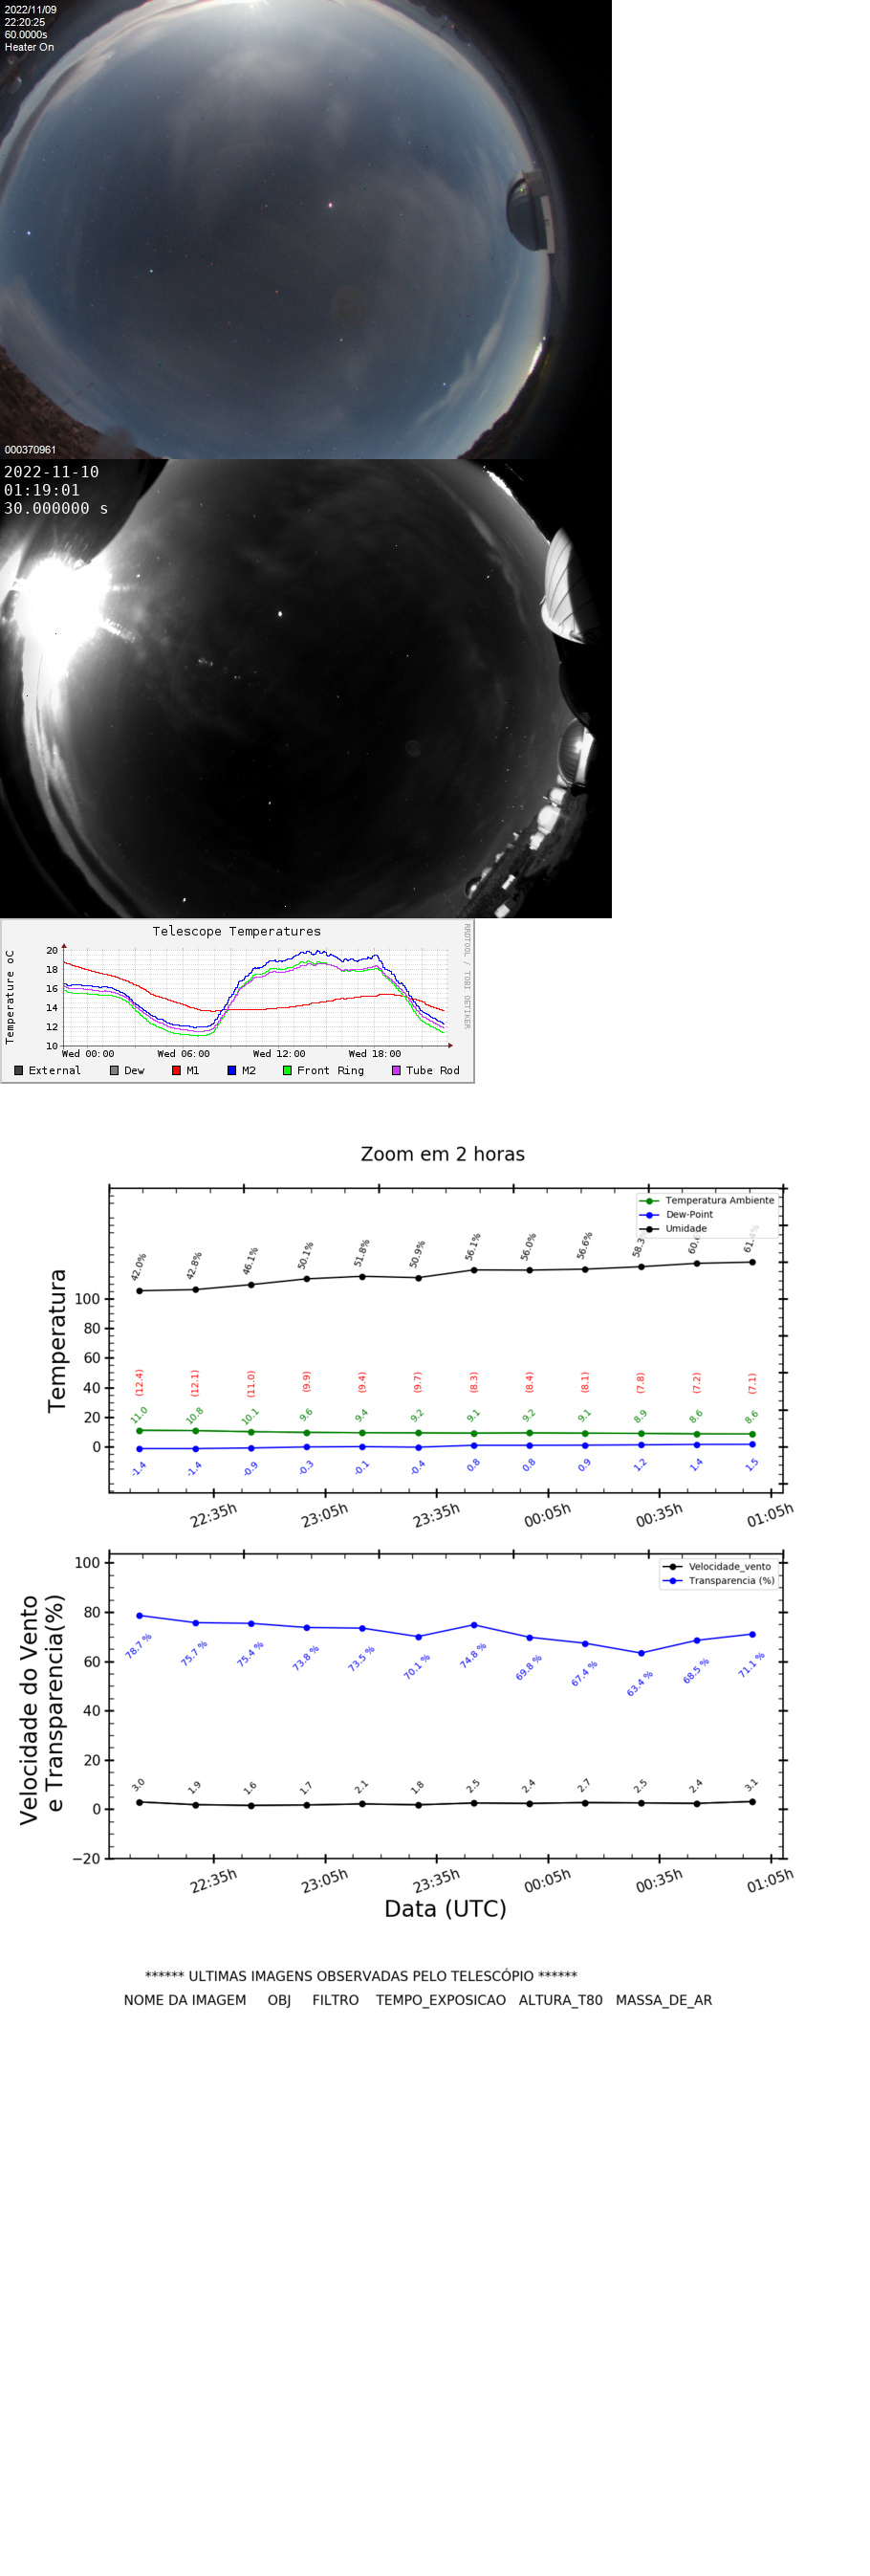 2022/11/09
22:20:25
60.0000s
Heater On
000370961
2022-11-10
01:19:01
30.000000 s
Telescope Temperatures
Temperature oC
RRDTOOL / TOBI OETIKER
20
18
16
14
12
10
Wed 00:00 Wed 06:00 Wed 12:00 Wed 18:00
External Dew M1 M2 Front Ring Tube Rod
Zoom em 2 horas
Temperatura
Temperatura Ambiente
Dew-Point
Umidade
42.0% 42.8% 46.1% 50.1% 51.8% 50.9% 56.1% 56.0% 56.6%
100
80
60
40
20
0
(12.4) (12.1) (11.0) (9.9) (9.4) (9.7) (8.3) (8.4) (8.1) (7.8) (7.2) (7.1)
11.0 10.8 10.1 9.6 9.4 9.2 9.1 9.2 9.1 8.9 8.6 8.6
-1.4 -1.4 -0.9 -0.3 -0.1 -0.4 0.8 0.8 0.9 1.2 1.4 1.5
22:35h 23:05h 23:35h 00:05h 00:35h 01:05h
Velocidade do Vento
e Transparencia(%)
Velocidade_vento
Transparencia (%)
100
80
60
40
20
0
−20
78.7 % 75.7 % 75.4 % 73.8 % 73.5 % 70.1 % 74.8 % 69.8 % 67.4 % 63.4 % 68.5 % 71.1 %
3.0 1.9 1.6 1.7 2.1 1.8 2.5 2.4 2.7 2.5 2.4 3.1
22:35h 23:05h 23:35h 00:05h 00:35h 01:05h
Data (UTC)
****** ULTIMAS IMAGENS OBSERVADAS PELO TELESCÓPIO ******
NOME DA IMAGEM OBJ FILTRO TEMPO_EXPOSICAO ALTURA_T80 MASSA_DE_AR